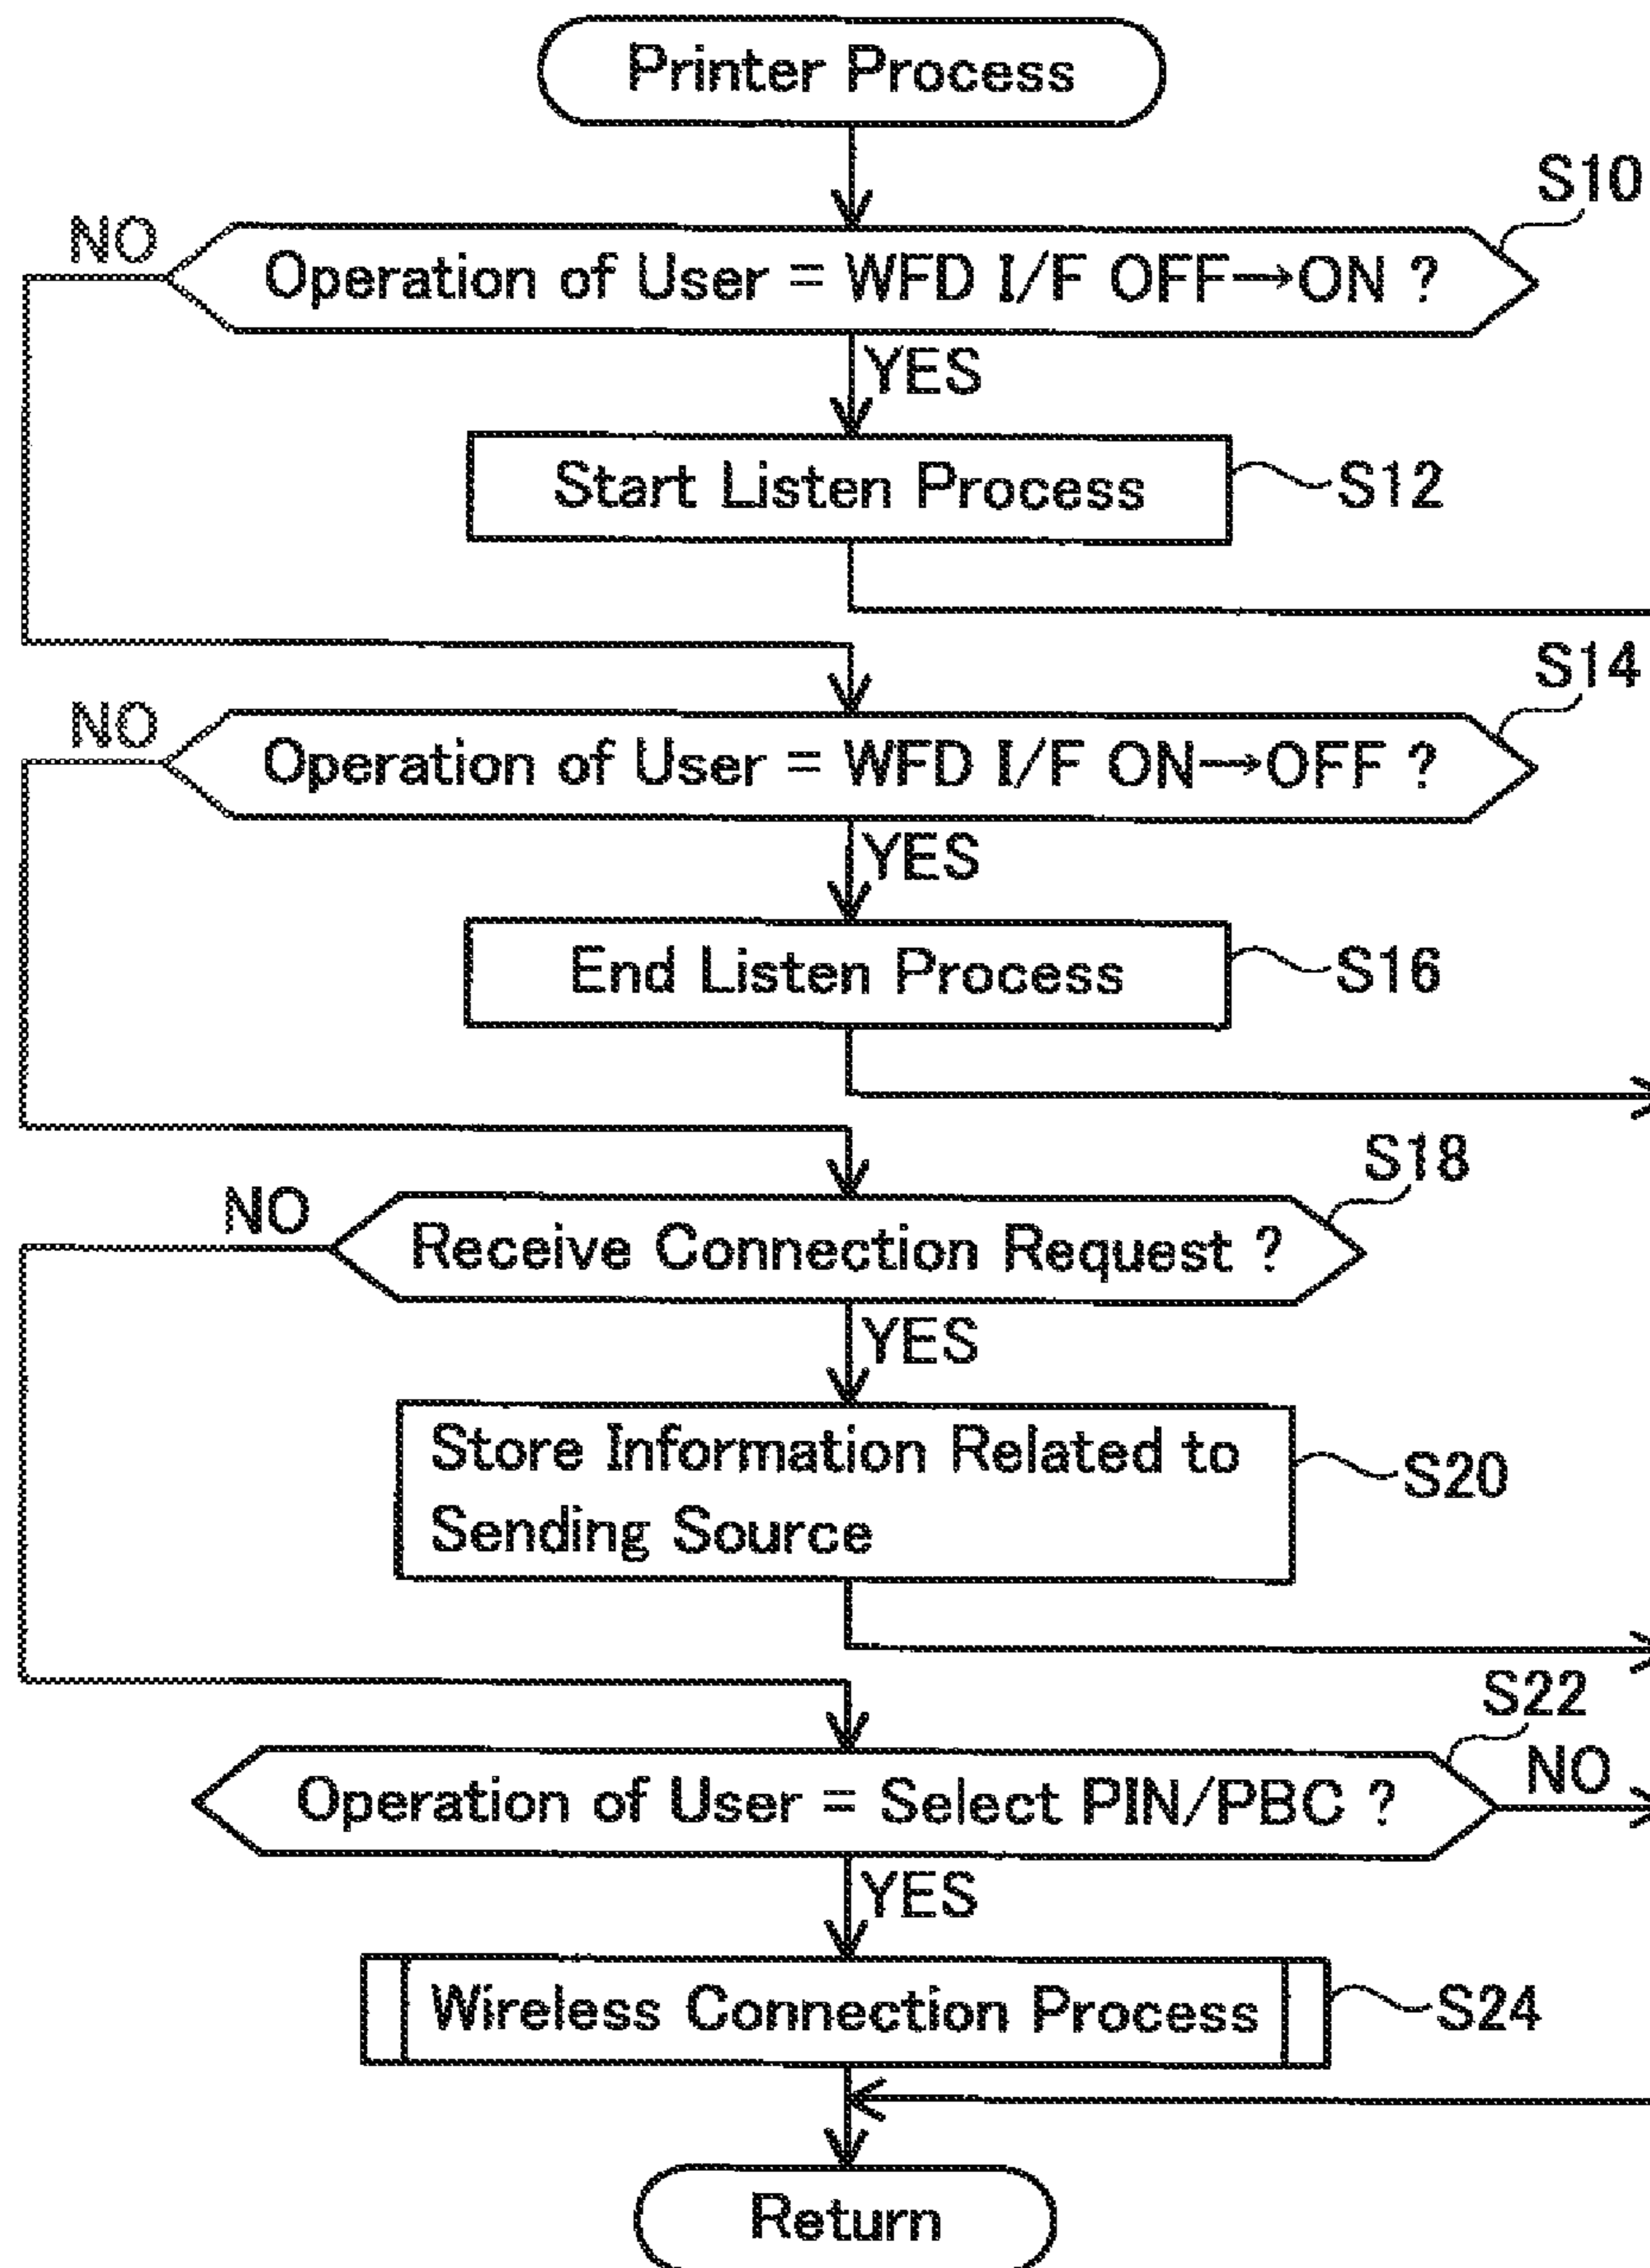 Printer Process
S10
NO
Operation of User = WFD I/F OFF→ON ?
YES
Start Listen Process
S12
S14
NO
Operation of User = WFD I/F ON→OFF ?
YES
End Listen Process
S16
S18
NO
Receive Connection Request ?
YES
Store Information Related to
Sending Source
S20
S22
Operation of User = Select PIN/PBC ?
NO
YES
Wireless Connection Process
S24
Return